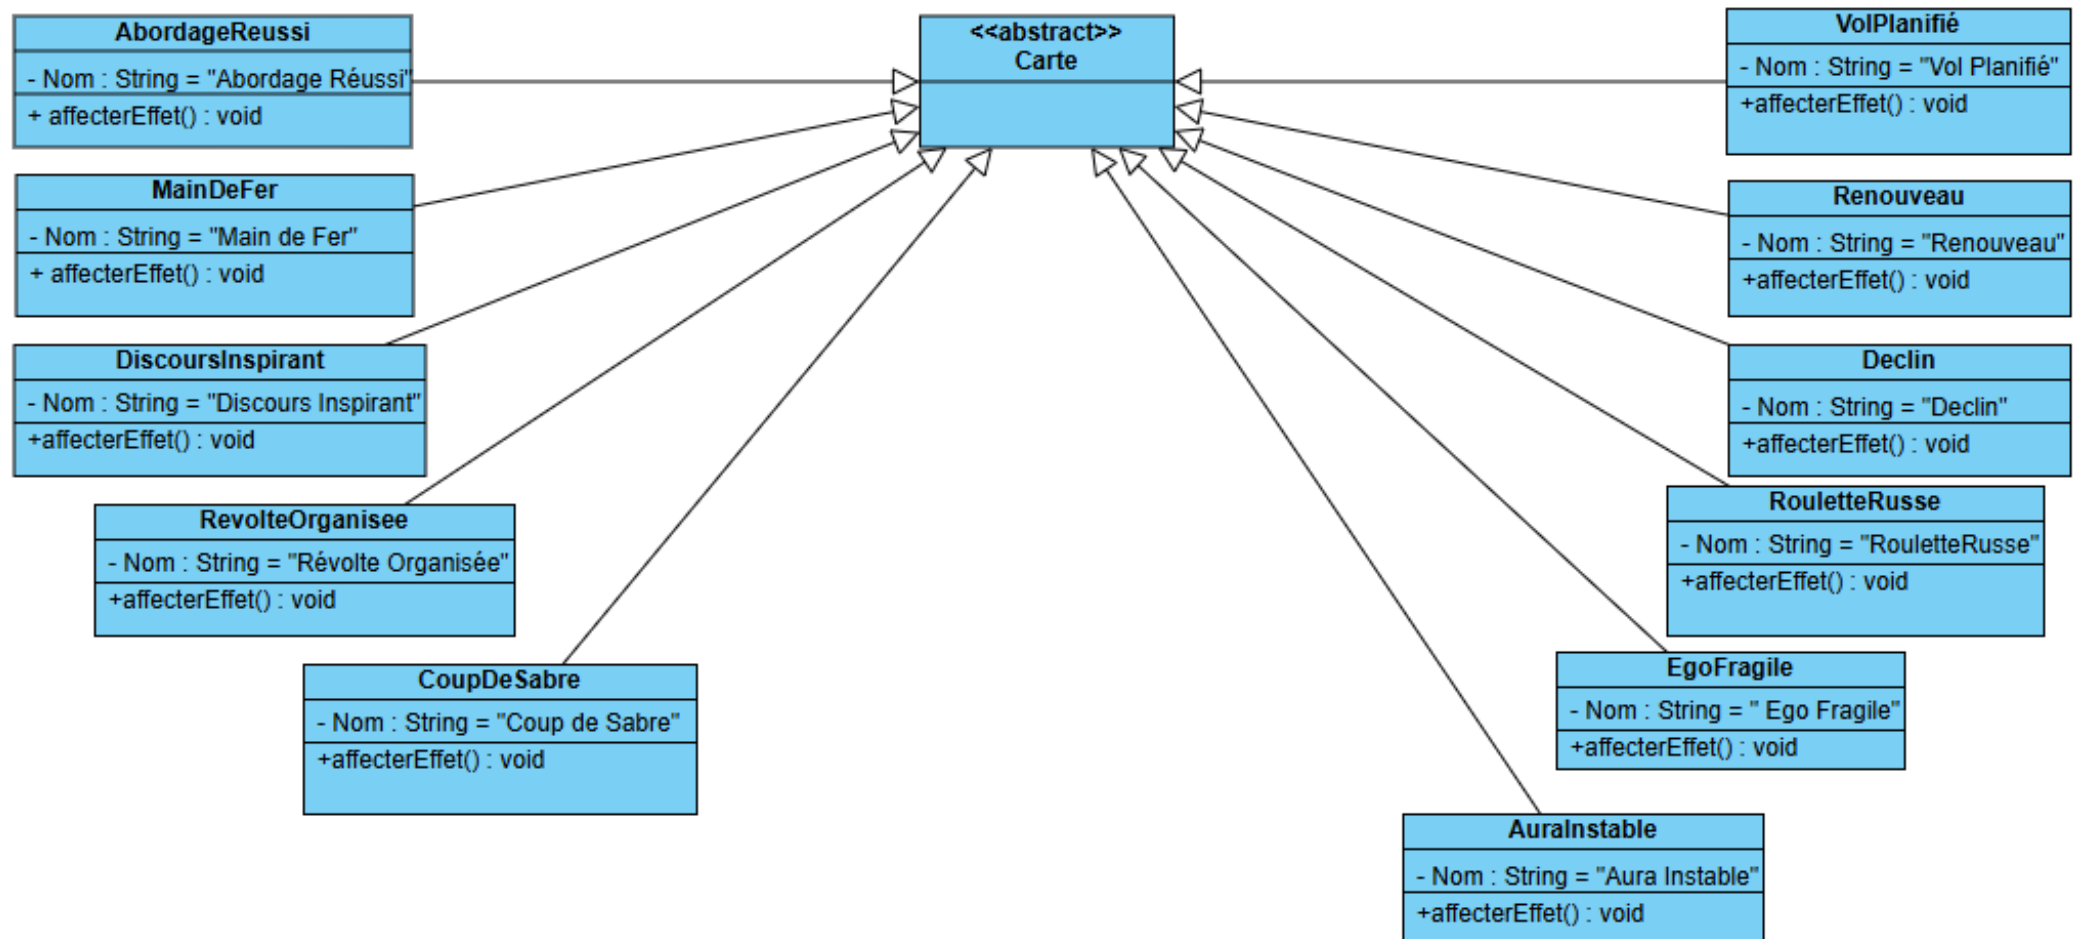 AbordageReussi
- Nom : String = "Abordage Réussi"
+ affecterEffet() : void
MainDeFer
- Nom : String = "Main de Fer"
+ affecterEffet() : void
DiscoursInspirant
- Nom : String = "Discours Inspirant"
+affecterEffet() : void
RevolteOrganisee
- Nom : String = "Révolte Organisée"
+affecterEffet() : void
CoupDeSabre
- Nom : String = "Coup de Sabre"
+affecterEffet() : void
<<abstract>>
Carte
VolPlanifié
- Nom : String = "Vol Planifié"
+affecterEffet() : void
Renouveau
- Nom : String = "Renouveau"
+affecterEffet() : void
Declin
- Nom : String = "Declin"
+affecterEffet() : void
RouletteRusse
- Nom : String = "RouletteRusse"
+affecterEffet() : void
EgoFragile
- Nom : String = " Ego Fragile"
+affecterEffet() : void
AuraInstable
- Nom : String = "Aura Instable"
+affecterEffet() : void